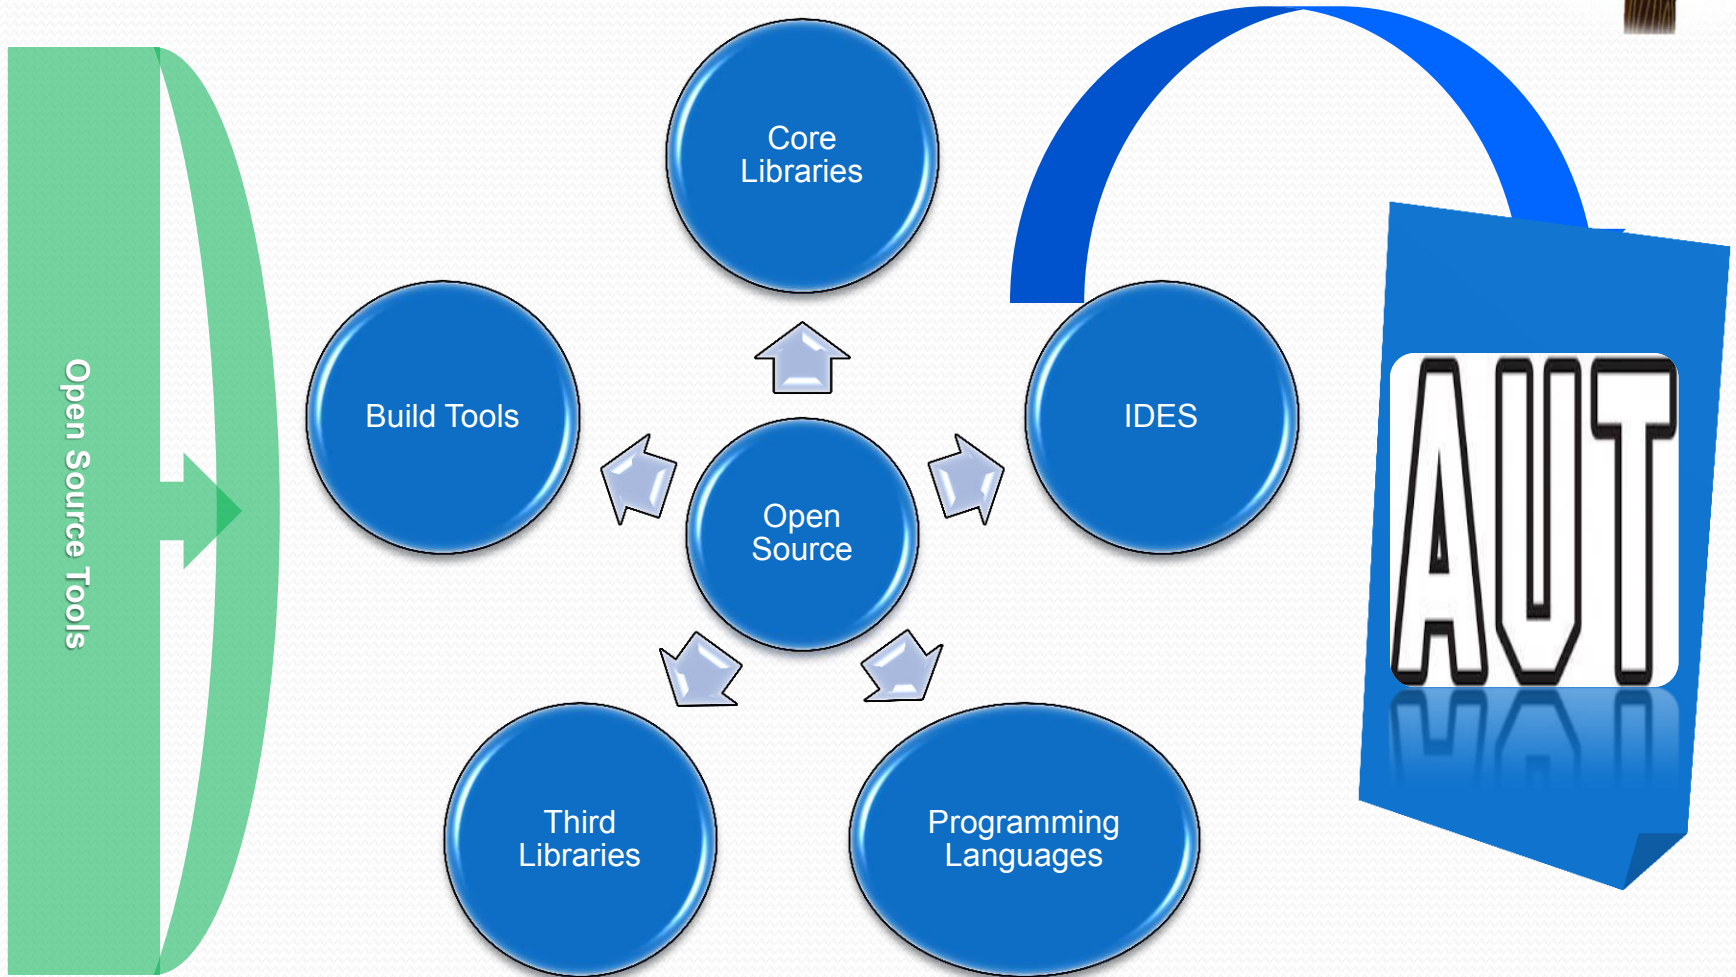 Open Source Tools
Core
Libraries
Build Tools
IDES
Open
Source
Third
Libraries
Programming
Languages
AUT